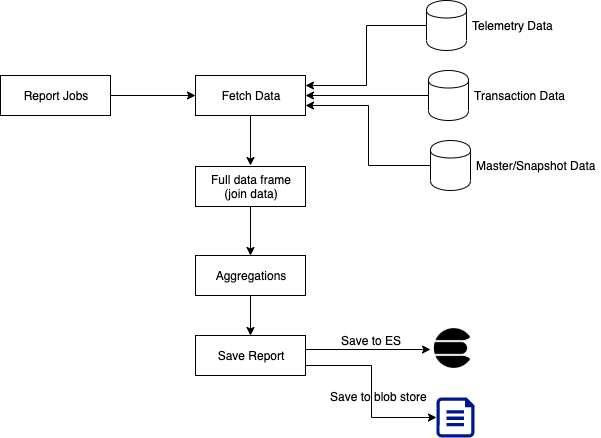 Telemetry Data
Report Jobs
Fetch Data
Transaction Data
Master/Snapshot Data
Full data frame
(join data)
Aggregations
Save Report
Save to ES
Save to blob store